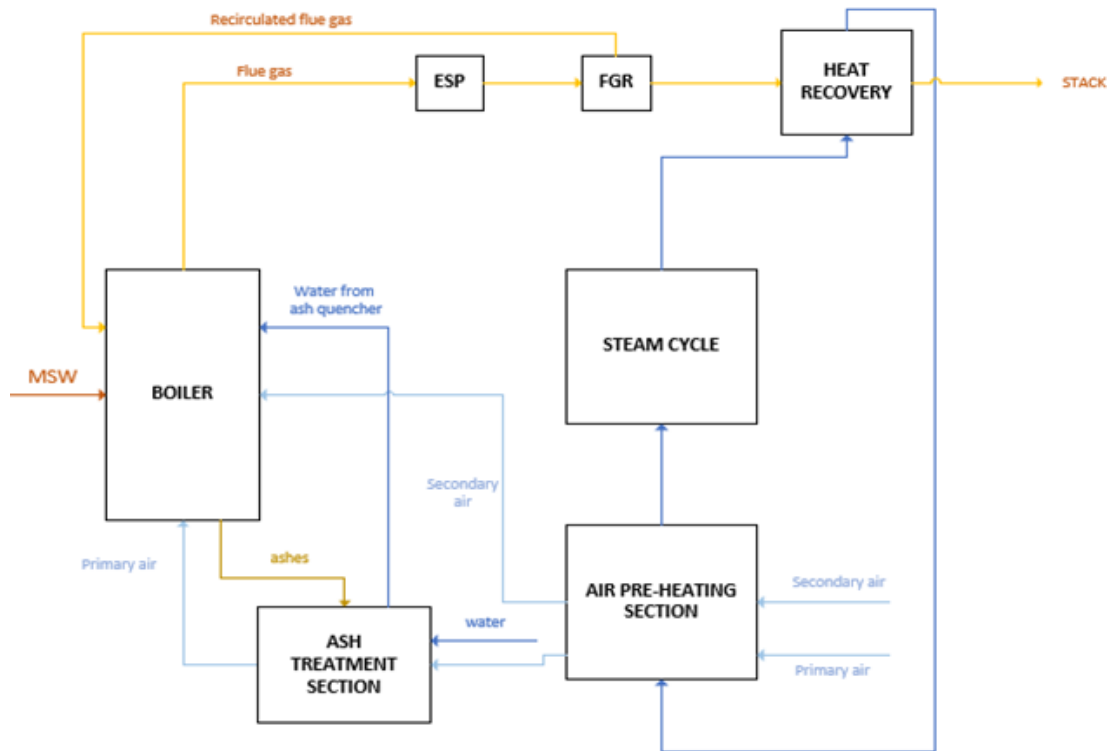 Recirculated flue gas
Flue gas
ESP
FGR
HEAT
RECOVERY
STACK
Water from
ash quencher
STEAM CYCLE
MSW
BOILER
Secondary
air
Primary air
ashes
AIR PRE-HEATING
SECTION
Secondary air
water
ASH
TREATMENT
SECTION
Primary air